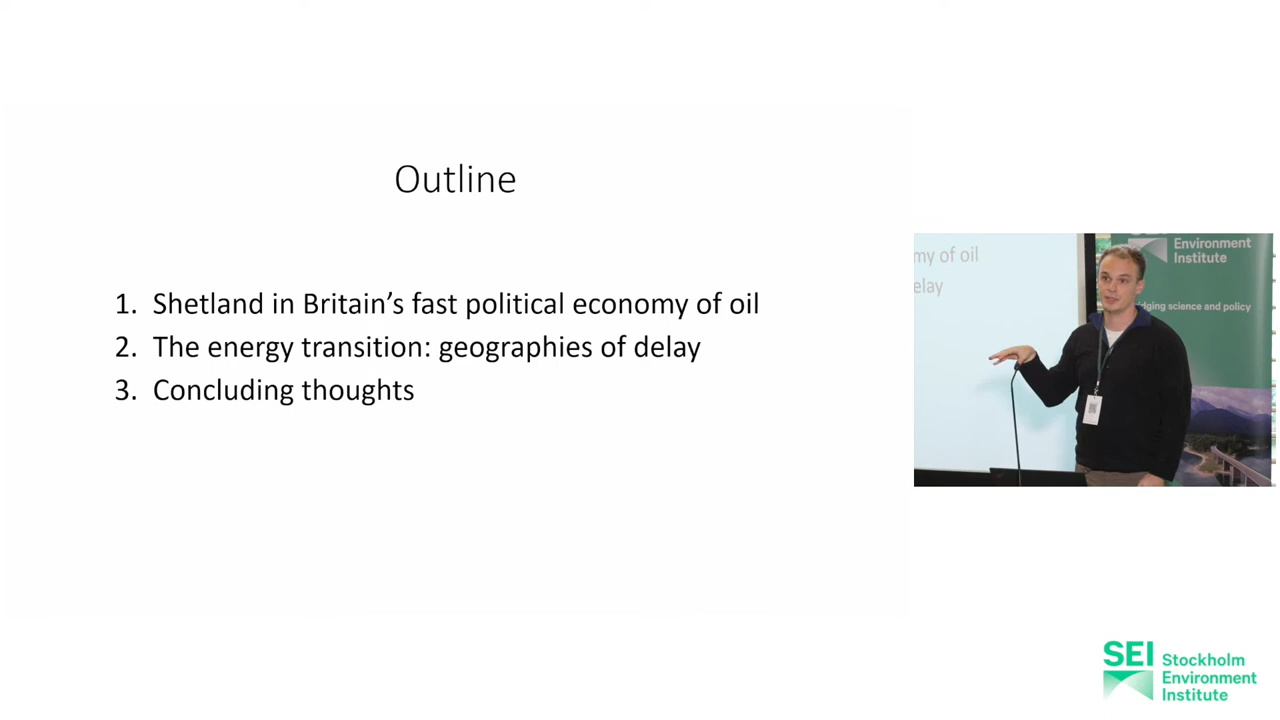 Outline
1. Shetland in Britain's fast political economy of oil
2. The energy transition: geographies of delay
3. Concluding thoughts
my of oil
elay
Environment
Institute
dging science and policy
SEI Stockholm
Environment
Institute